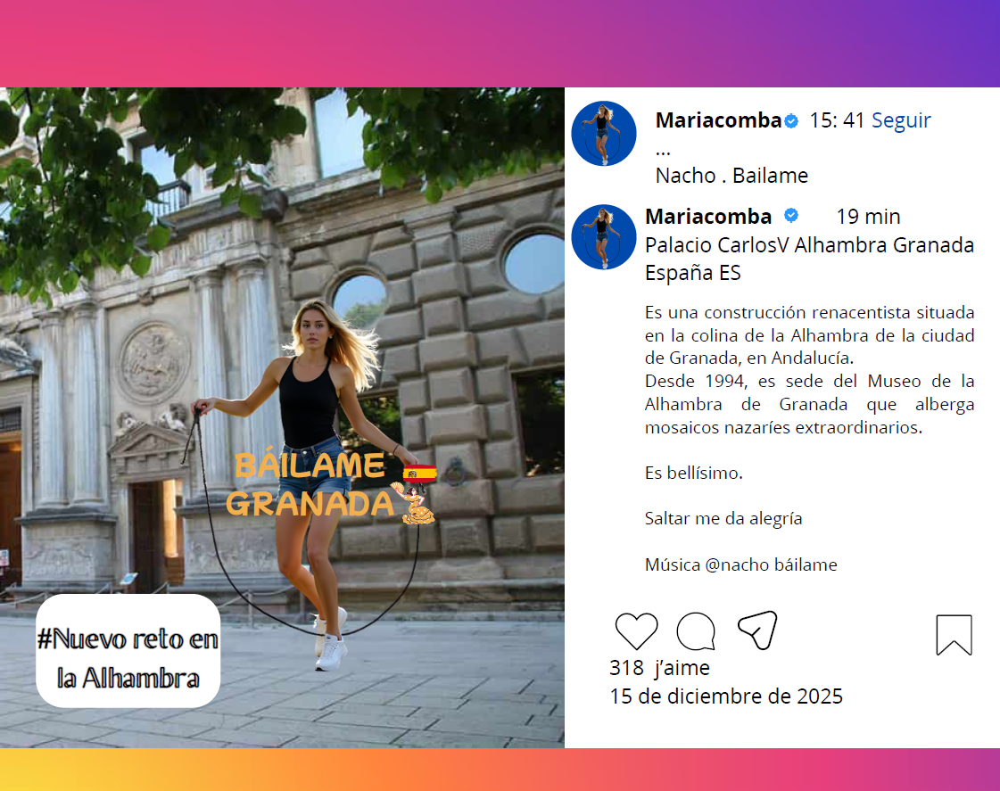 Mariacomba 15: 41 Seguir
...
Nacho . Bailame
Mariacomba 19 min
Palacio CarlosV Alhambra Granada
España ES
Es una construcción renacentista situada
en la colina de la Alhambra de la ciudad
de Granada, en Andalucía.
Desde 1994, es sede del Museo de la
Alhambra de Granada que alberga
mosaicos nazaríes extraordinarios.
Es bellísimo.
Saltar me da alegría
Música @nacho báilame
318 j’aime
15 de diciembre de 2025
BÁILAME
GRANADA
#Nuevo reto en
la Alhambra